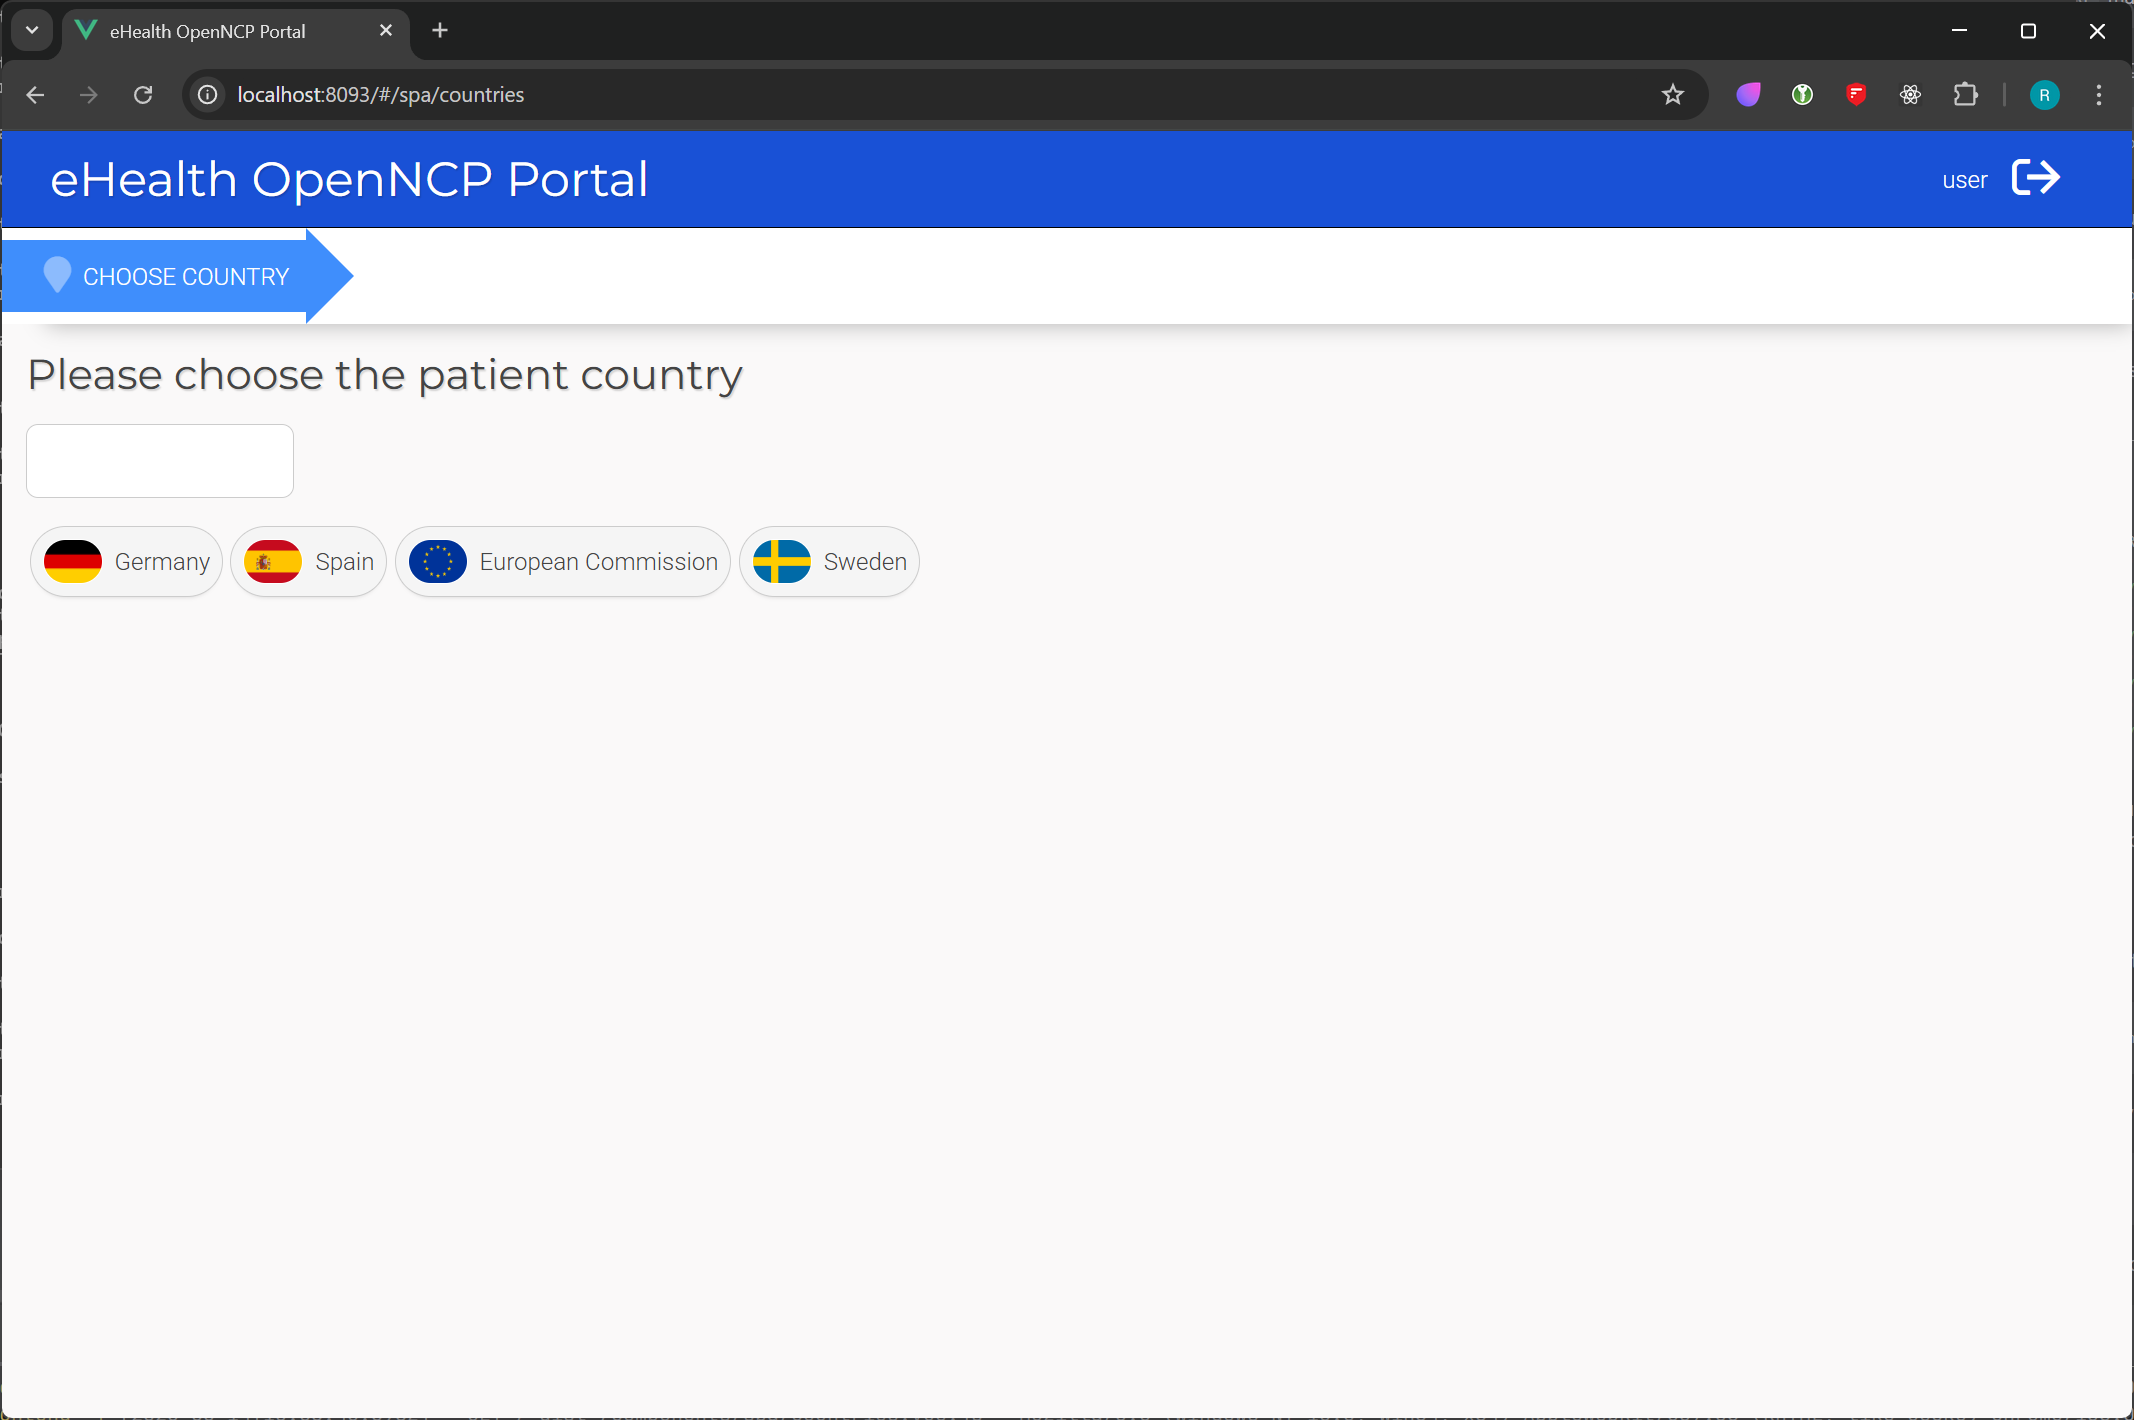 eHealth OpenNCP Portal
localhost:8093/#/spa/countries
R
eHealth OpenNCP Portal
user
CHOOSE COUNTRY
Please choose the patient country
Germany
Spain
European Commission
Sweden